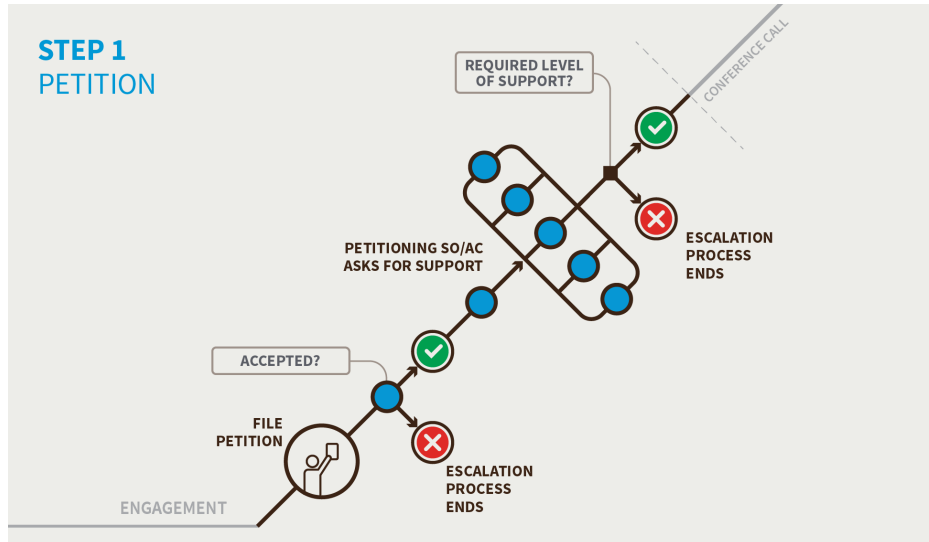 STEP 1
PETITION
CONFERENCE CALL
REQUIRED LEVEL
OF SUPPORT?
ESCALATION
PROCESS
ENDS
PETITIONING SO/AC
ASKS FOR SUPPORT
ACCEPTED?
FILE
PETITION
ESCALATION
PROCESS
ENDS
ENGAGEMENT